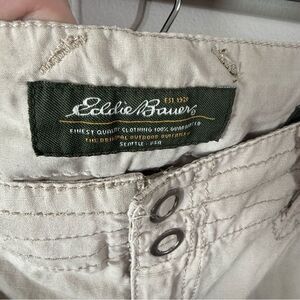 EST. 1920
Eddie Bauer
FINEST QUALITY CLOTHING 100% GUARANTEED
THE ORIGINAL OUTDOOR OUTFITTER
SEATTLE · USA